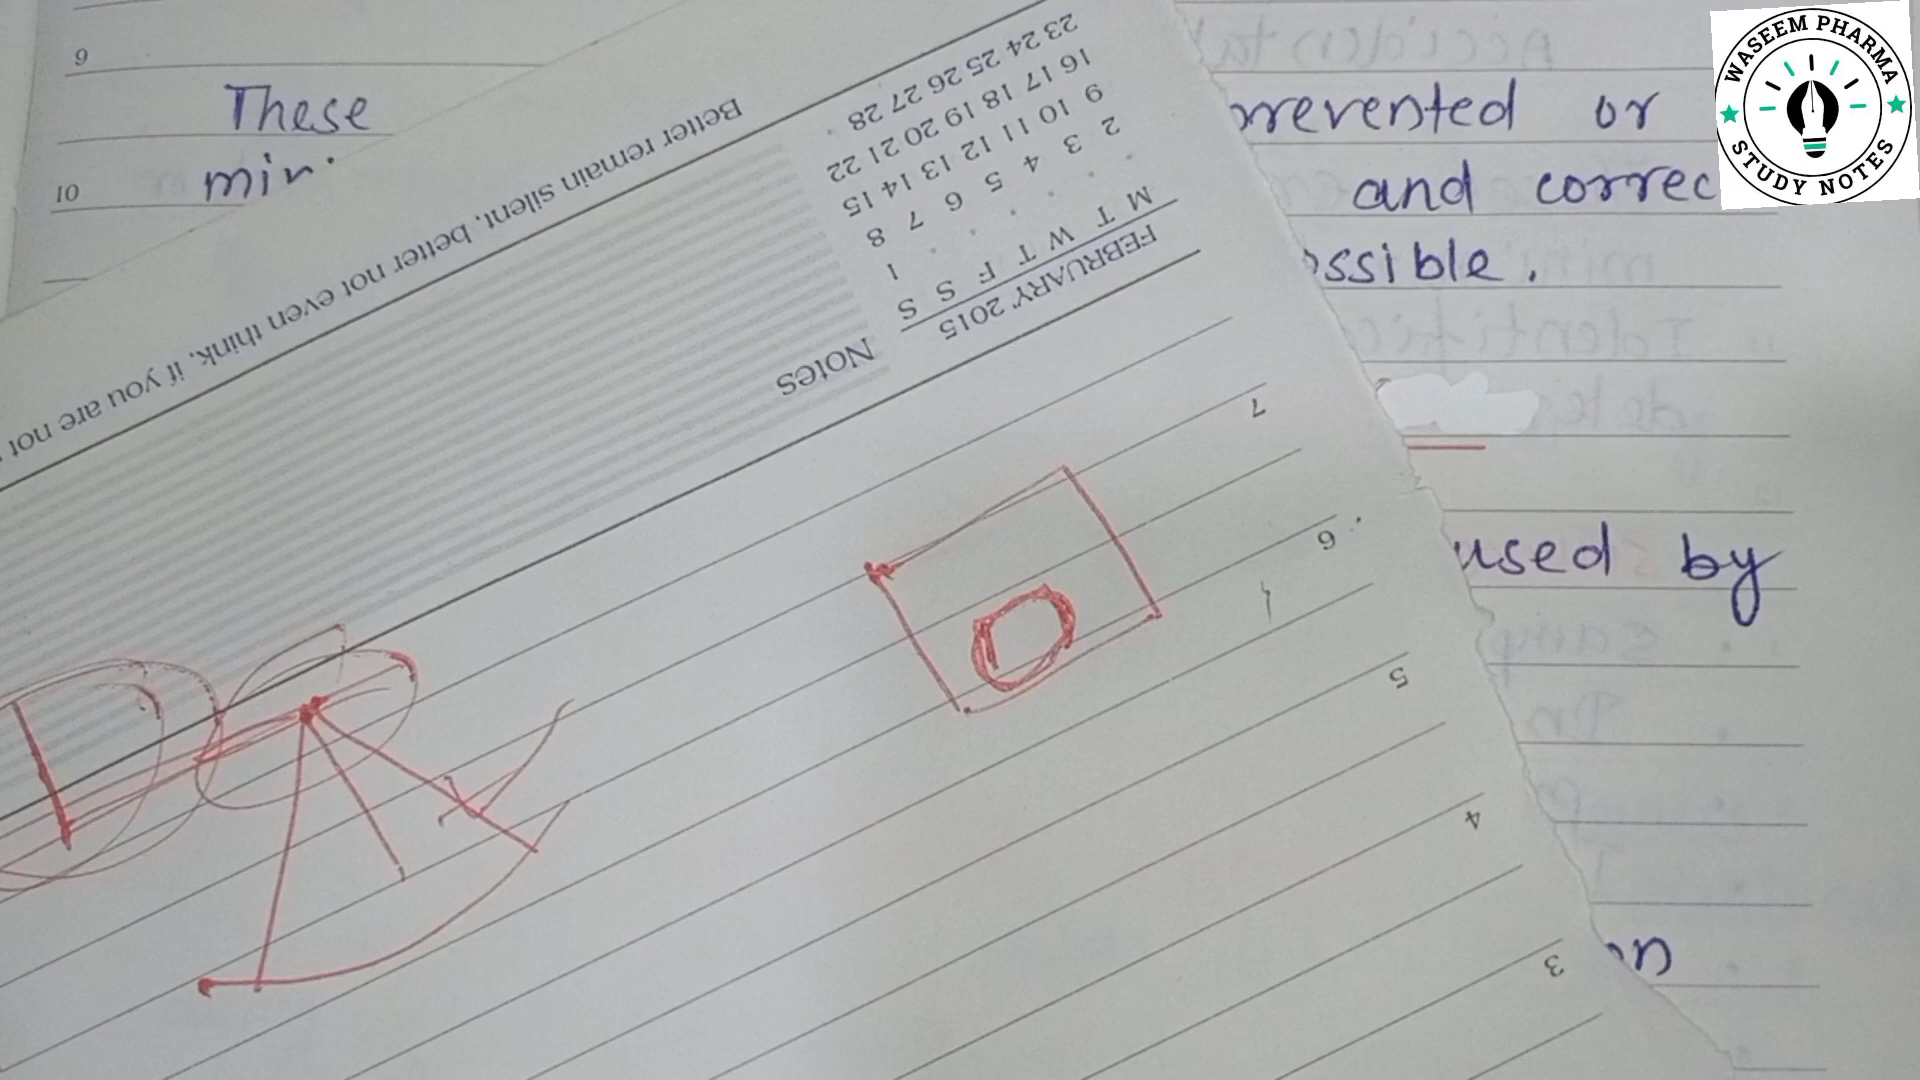 9
These
10
prevented or
and correc
possible.
used by
on
WASEEM PHARMA
STUDY NOTES
Better remain silent, better not even think, if you are not
Notes
FEBRUARY 2015
M T W T F S S
1
2 3 4 5 6 7 8
9 10 11 12 13 14 15
16 17 18 19 20 21 22
23 24 25 26 27 28
7
6
5
4
3